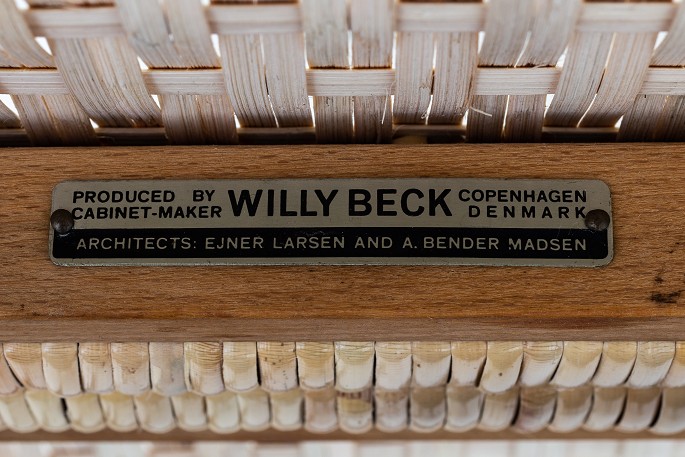 PRODUCED BY
CABINET-MAKER
WILLY BECK
COPENHAGEN
DENMARK
ARCHITECTS: EJNER LARSEN AND A. BENDER MADSEN